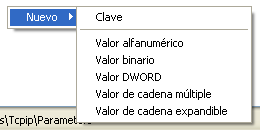 Nuevo
Clave
Valor alfanumérico
Valor binario
Valor DWORD
Valor de cadena múltiple
Valor de cadena expandible
s\Tcpip\Parameters